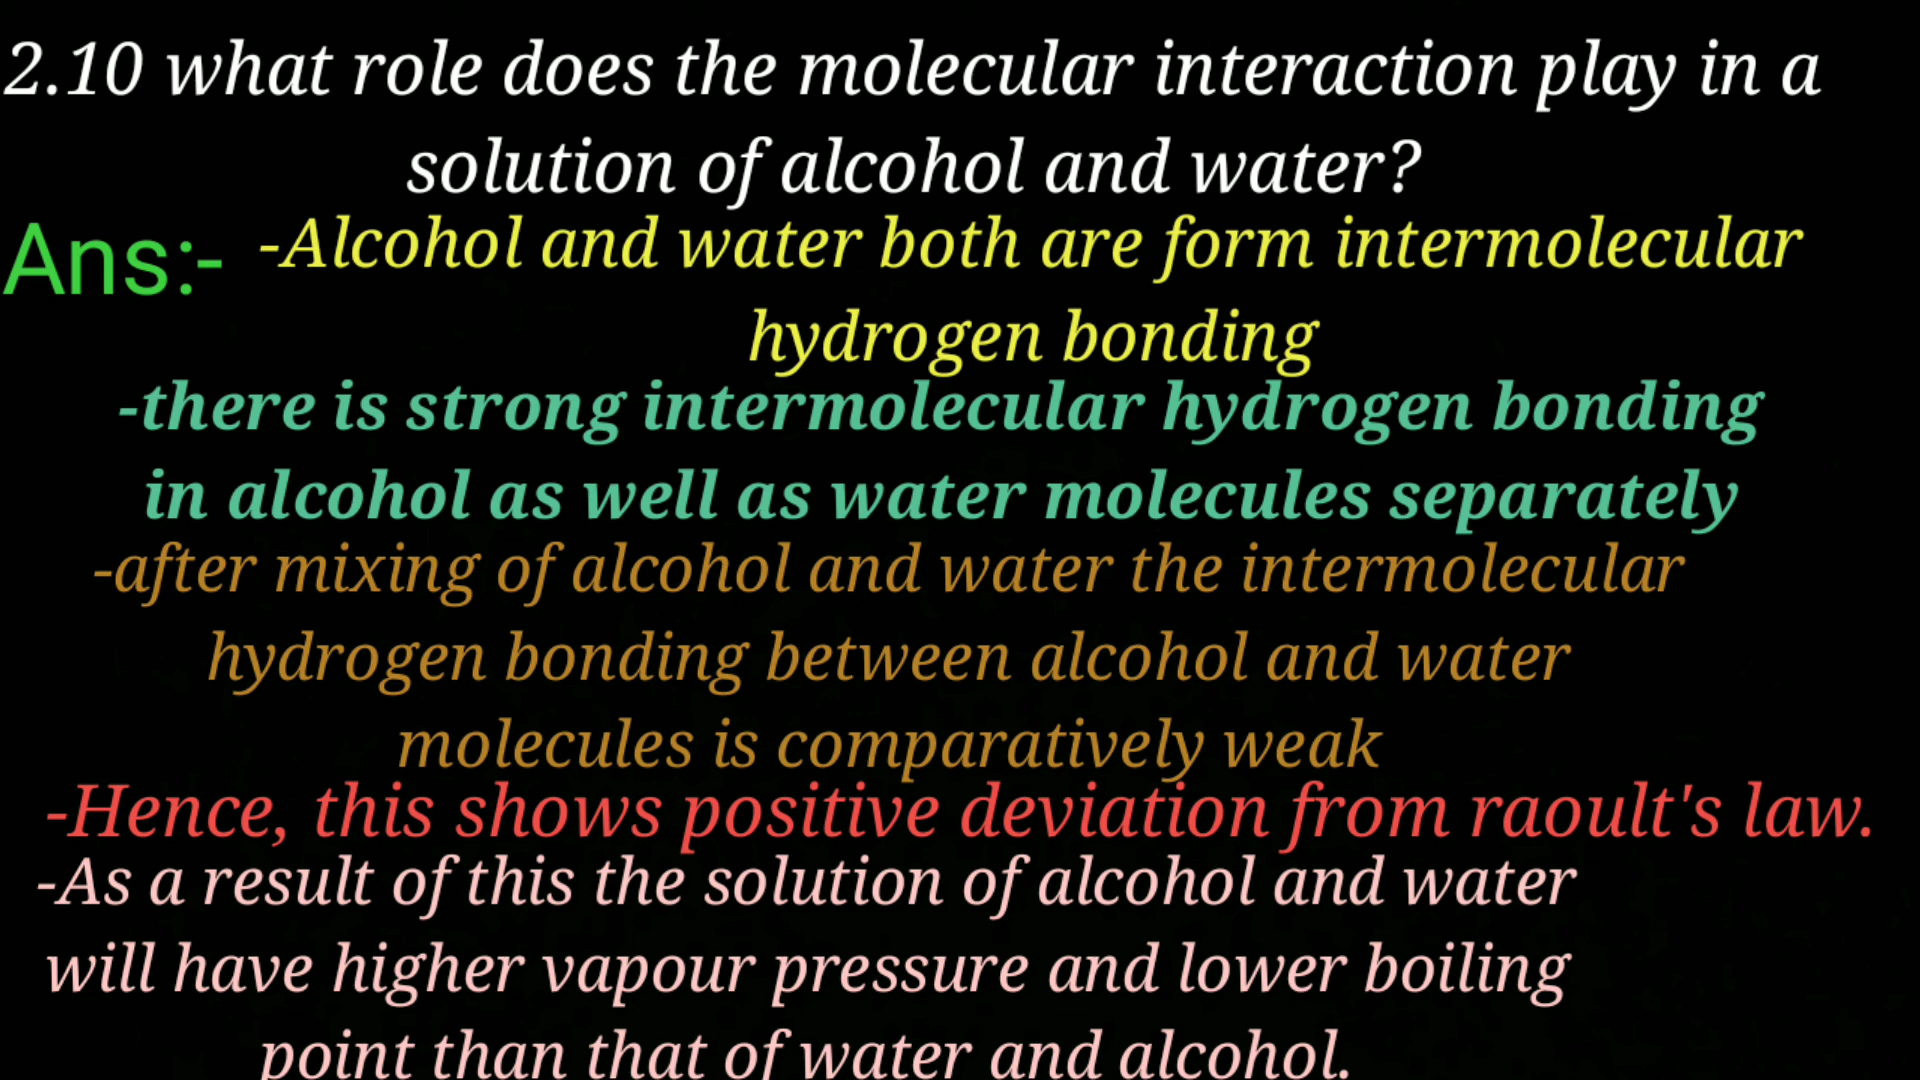 2.10 what role does the molecular interaction play in a
solution of alcohol and water?
Ans:- -Alcohol and water both are form intermolecular
hydrogen bonding
-there is strong intermolecular hydrogen bonding
in alcohol as well as water molecules separately
-after mixing of alcohol and water the intermolecular
hydrogen bonding between alcohol and water
molecules is comparatively weak
-Hence, this shows positive deviation from raoult's law.
-As a result of this the solution of alcohol and water
will have higher vapour pressure and lower boiling
point than that of water and alcohol.